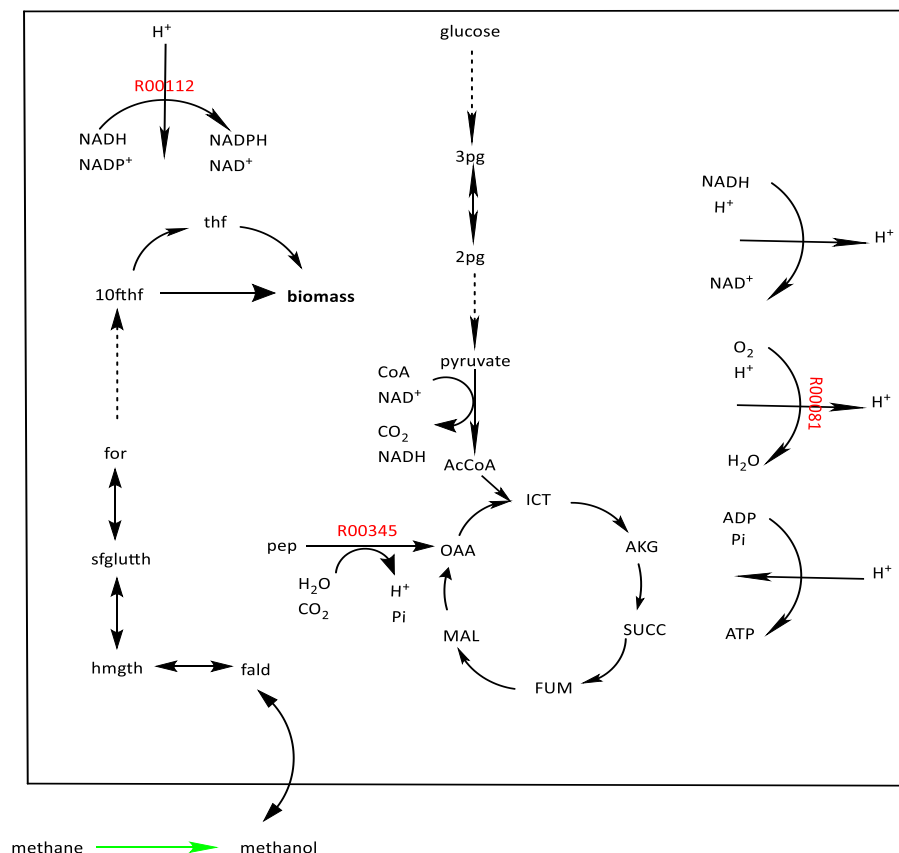 H⁺
glucose
R00112
NADH
NADPH
NADP⁺
NAD⁺
3pg
NADH
H⁺
thf
H⁺
2pg
NAD⁺
10fthf
biomass
O₂
pyruvate
CoA
H⁺
NAD⁺
R00081
H⁺
CO₂
H₂O
for
NADH
AcCoA
ICT
ADP
R00345
Pi
pep
OAA
AKG
sfglutth
H⁺
H₂O
H⁺
CO₂
Pi
MAL
SUCC
ATP
hmgth
fald
FUM
methane
methanol